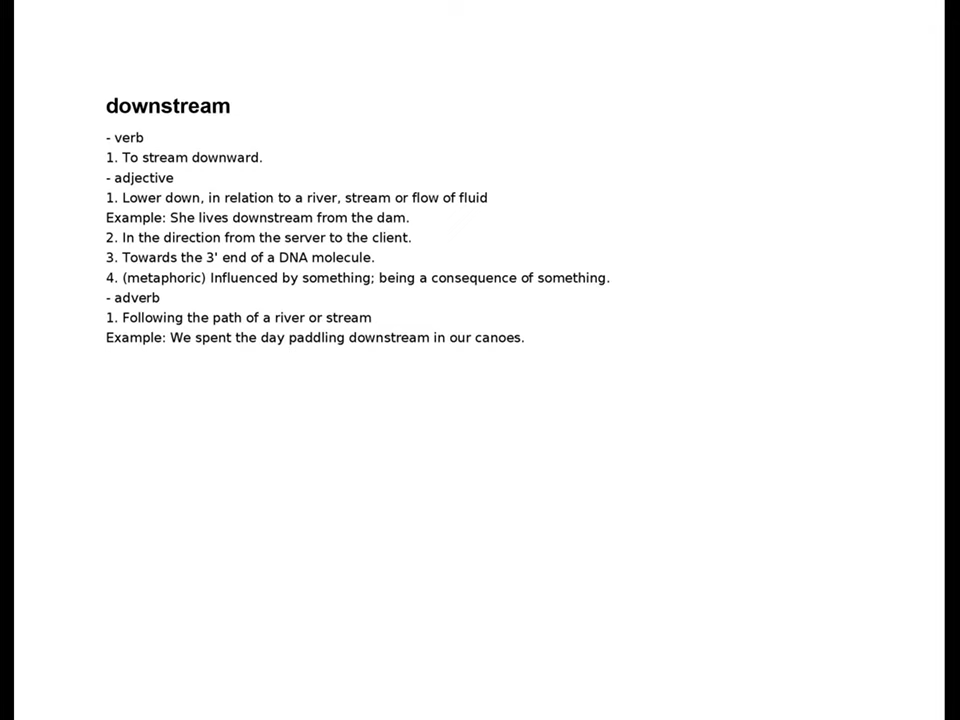 downstream
- verb
1. To stream downward.
- adjective
1. Lower down, in relation to a river, stream or flow of fluid
Example: She lives downstream from the dam.
2. In the direction from the server to the client.
3. Towards the 3' end of a DNA molecule.
4. (metaphoric) Influenced by something; being a consequence of something.
- adverb
1. Following the path of a river or stream
Example: We spent the day paddling downstream in our canoes.